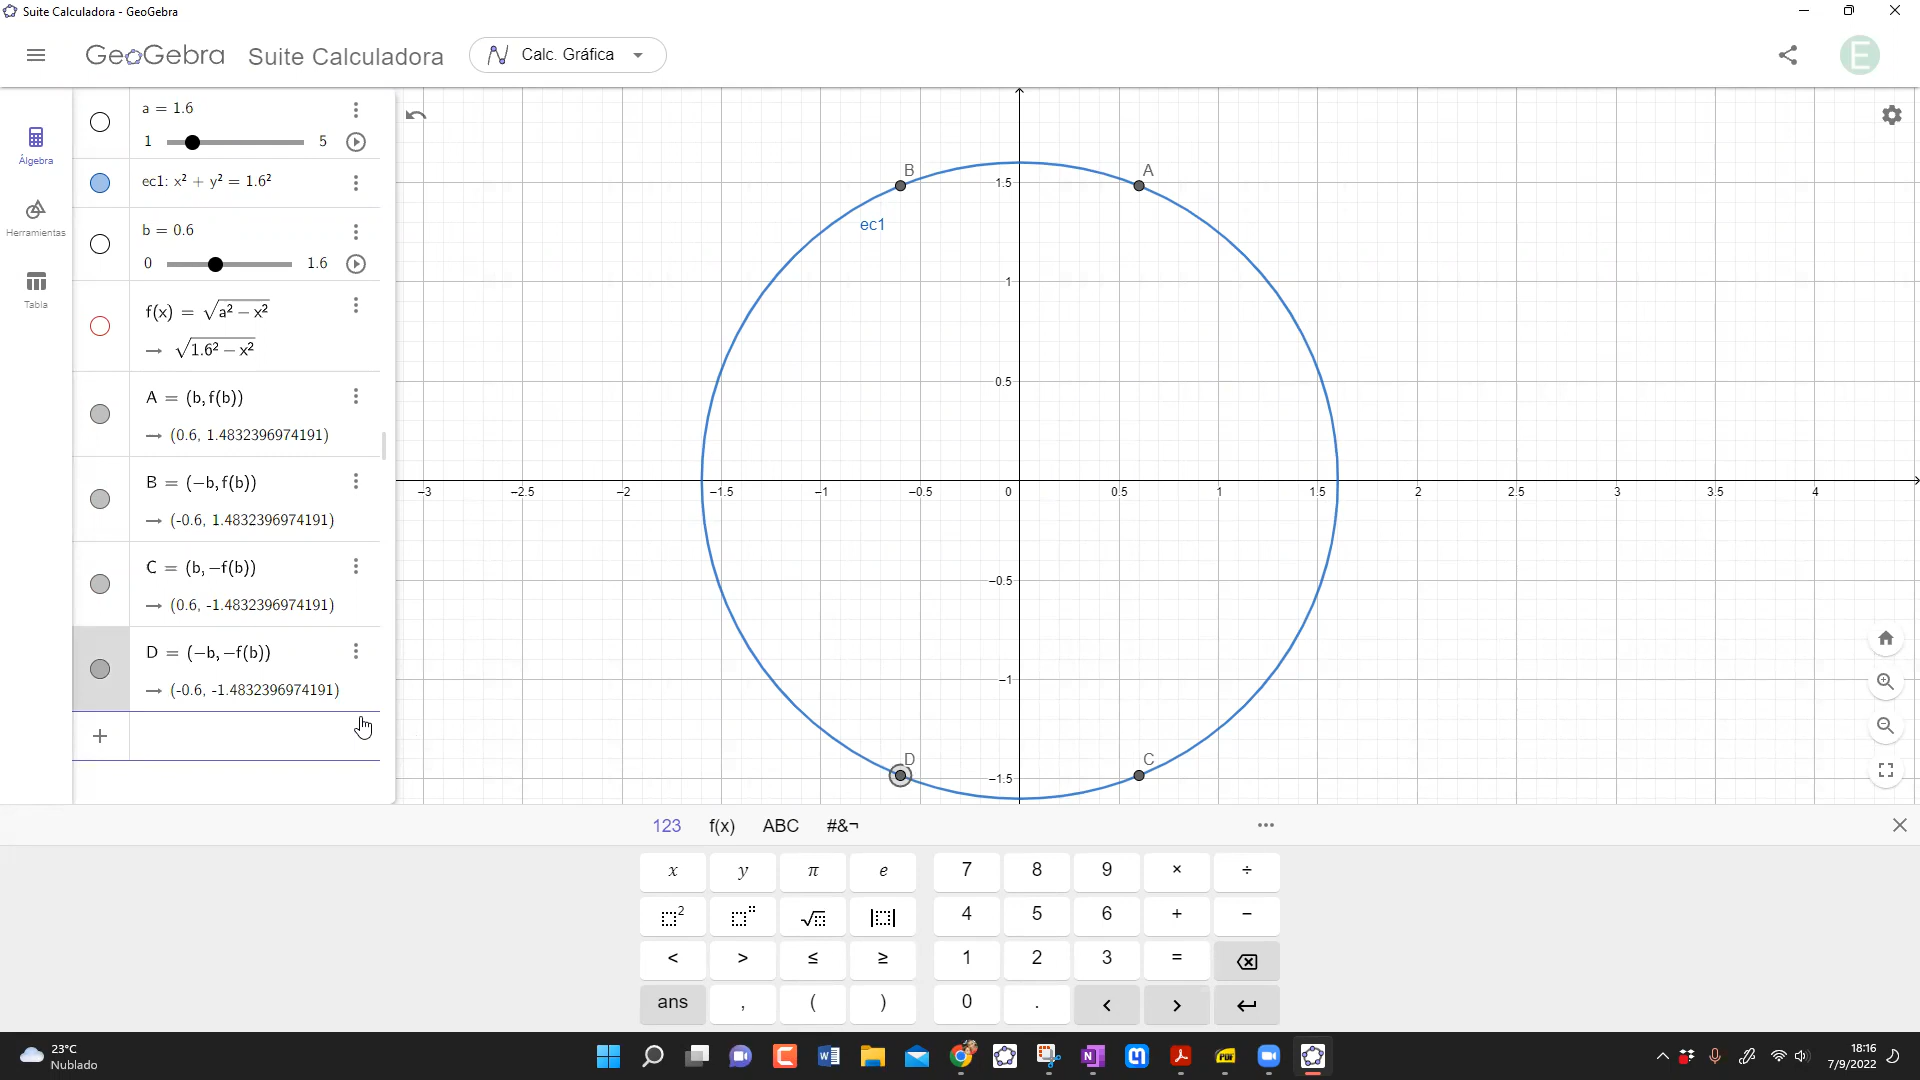 Suite Calculadora - GeoGebra
GeoGebra Suite Calculadora Calc. Gráfica E
Álgebra
Herramientas
Tabla
a = 1.6
1 5
ec1: x² + y² = 1.6²
b = 0.6
0 1.6
f(x) = √(a² − x²)
→ √(1.6² − x²)
A = (b, f(b))
→ (0.6, 1.4832396974191)
B = (−b, f(b))
→ (-0.6, 1.4832396974191)
C = (b, −f(b))
→ (0.6, -1.4832396974191)
D = (−b, −f(b))
→ (-0.6, -1.4832396974191)
+
B A
1.5
ec1
1
0.5
−3 −2.5 −2 −1.5 −1 −0.5 0 0.5 1 1.5 2 2.5 3 3.5 4
−0.5
−1
D C
−1.5
123 f(x) ABC #&¬
x y π e 7 8 9 × ÷
2 √ 4 5 6 + −
< > ≤ ≥ 1 2 3 =
ans , ( ) 0 . < >
23°C
Nublado
18:16
7/9/2022